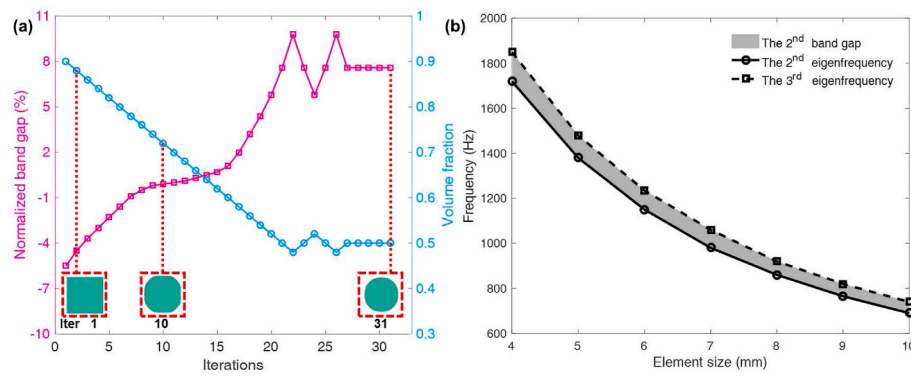 (a)
11
8
5
2
-1
-4
-7
-10
Normalized band gap (%)
1
0.9
0.8
0.7
0.6
0.5
0.4
0.3
Volume fraction
Iter 1
10
31
0 5 10 15 20 25 30
Iterations
(b)
2000
1800
1600
1400
1200
1000
800
600
Frequency (Hz)
The 2nd band gap
The 2nd eigenfrequency
The 3rd eigenfrequency
4 5 6 7 8 9 10
Element size (mm)